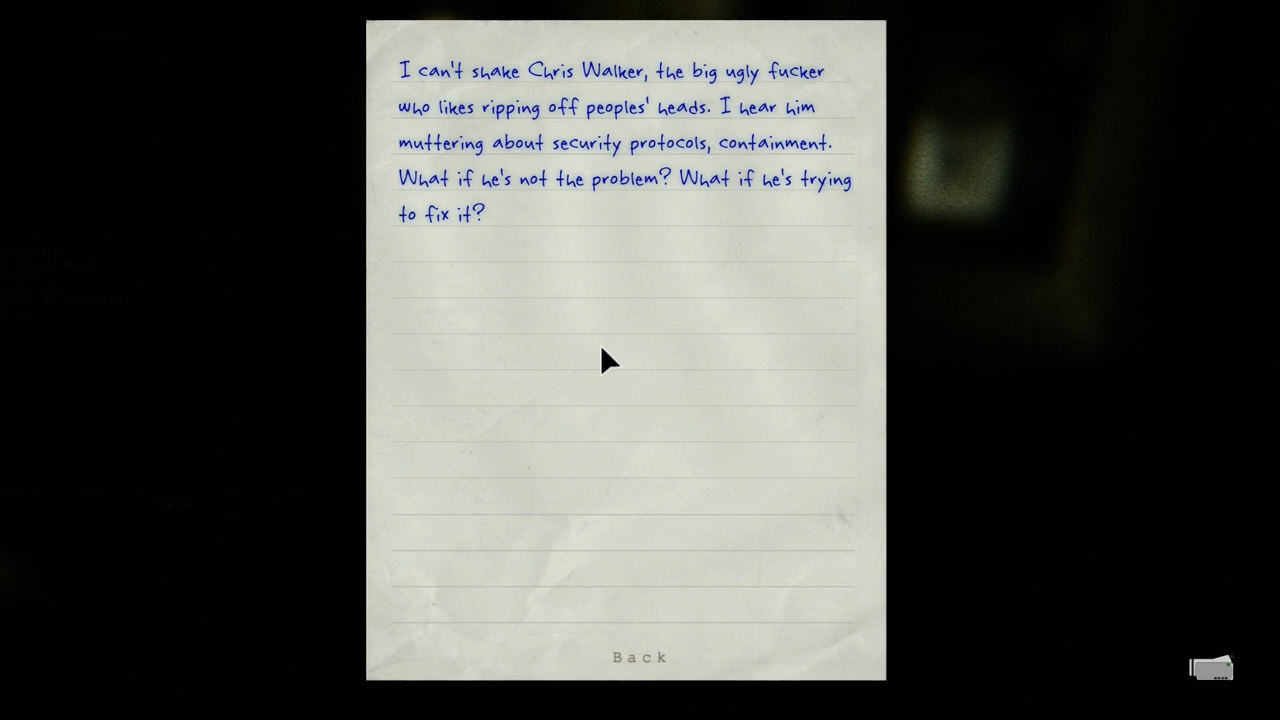 I can't shake Chris Walker, the big ugly fucker
who likes ripping off peoples' heads. I hear him
muttering about security protocols, containment.
What if he's not the problem? What if he's trying
to fix it?
Back